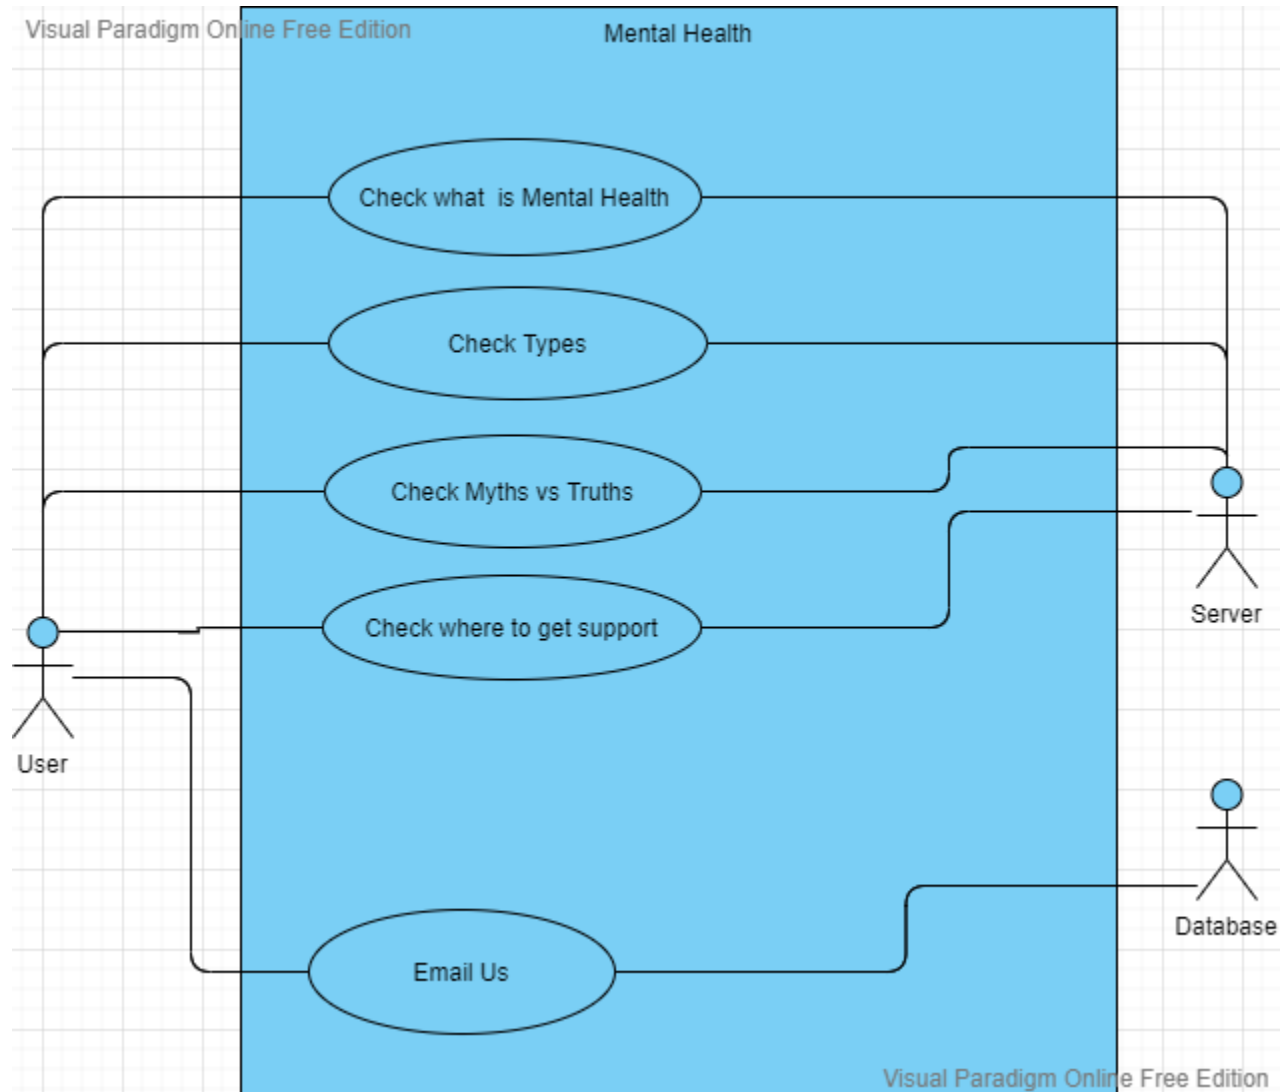 Visual Paradigm Online Free Edition
Mental Health
Check what  is Mental Health
Check Types
Check Myths vs Truths
Server
Check where to get support
User
Database
Email Us
Visual Paradigm Online Free Edition